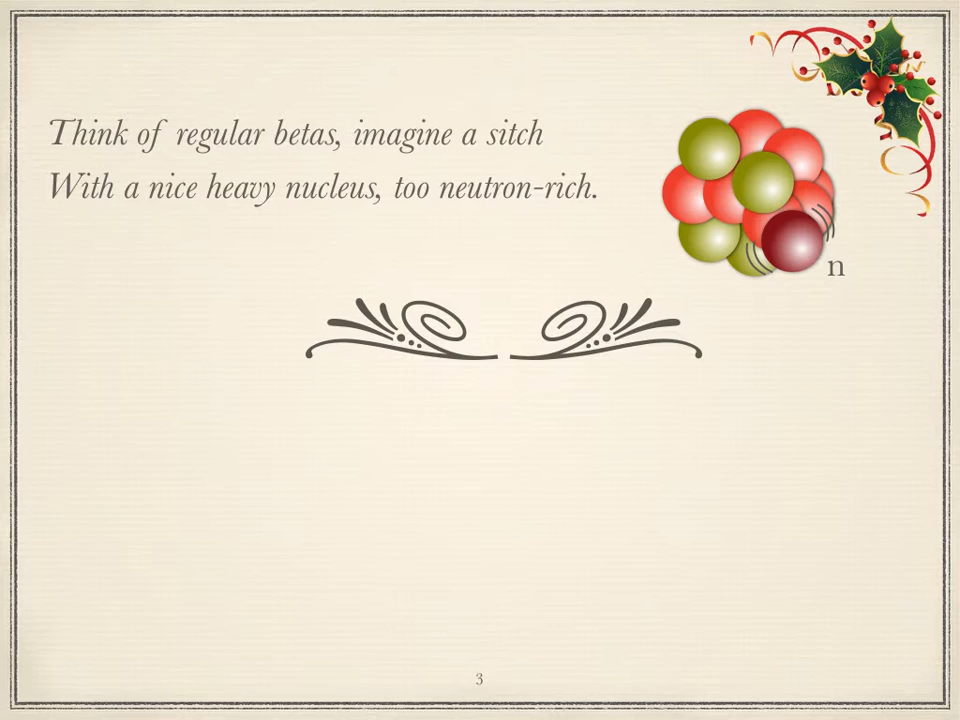 Think of regular betas, imagine a sitch
With a nice heavy nucleus, too neutron-rich.
n
3